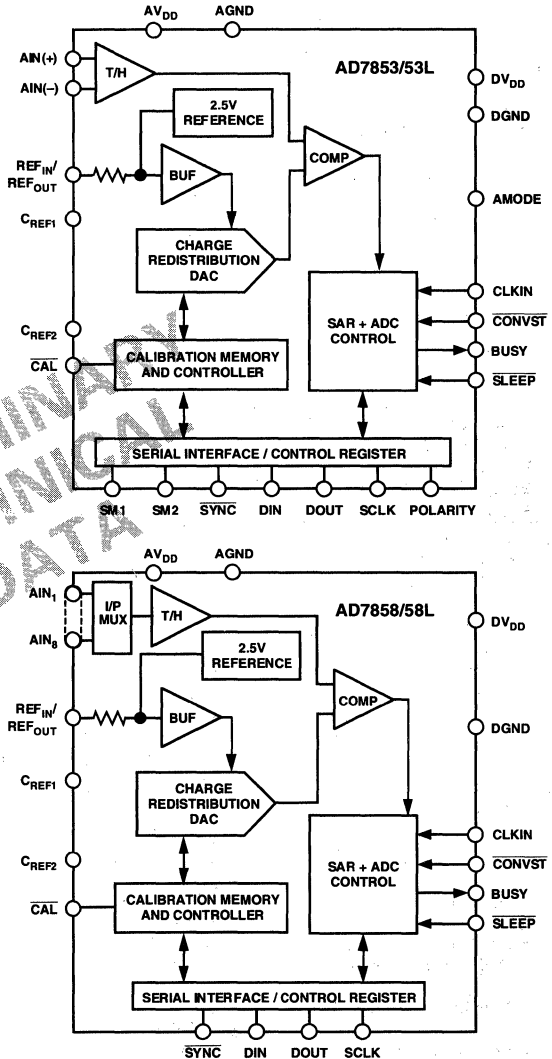 AVDD AGND
AD7853/53L
AIN(+)
AIN(−)
T/H
2.5V
REFERENCE
DVDD
DGND
COMP
REFIN/
REFOUT
BUF
AMODE
CREF1
CHARGE
REDISTRIBUTION
DAC
SAR + ADC
CONTROL
CLKIN
CONVST
BUSY
SLEEP
CREF2
CAL
CALIBRATION MEMORY
AND CONTROLLER
SERIAL INTERFACE / CONTROL REGISTER
SM1 SM2 SYNC DIN DOUT SCLK POLARITY
TECHNICAL
DATA
AVDD AGND
AD7858/58L
AIN1
AIN8
I/P
MUX
T/H
2.5V
REFERENCE
DVDD
COMP
REFIN/
REFOUT
BUF
DGND
CREF1
CHARGE
REDISTRIBUTION
DAC
SAR + ADC
CONTROL
CLKIN
CONVST
BUSY
SLEEP
CREF2
CAL
CALIBRATION MEMORY
AND CONTROLLER
SERIAL INTERFACE / CONTROL REGISTER
SYNC DIN DOUT SCLK